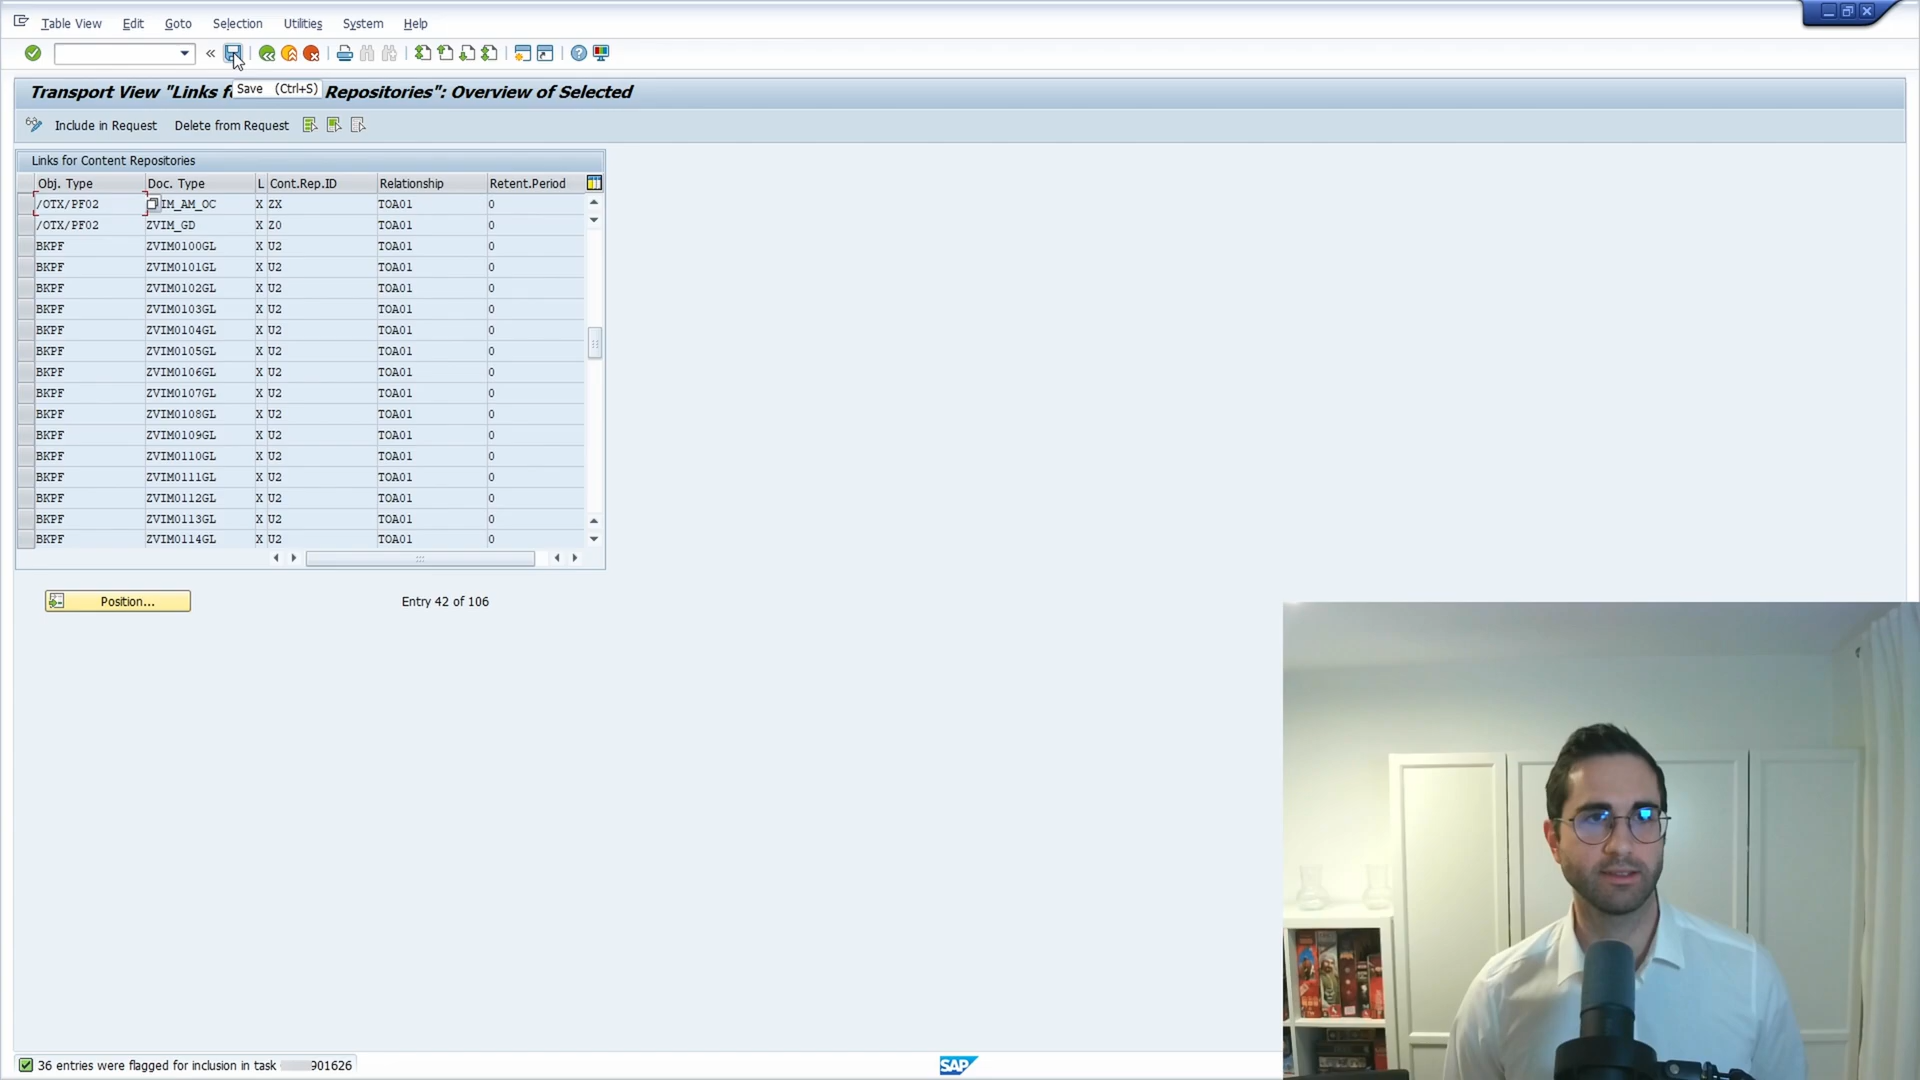 Table View Edit Goto Selection Utilities System Help
Save (Ctrl+S)
Transport View "Links f Repositories": Overview of Selected
Include in Request Delete from Request
Links for Content Repositories
Obj. Type Doc. Type L Cont.Rep.ID Relationship Retent.Period
/OTX/PF02 IM_AM_OC X ZX TOA01 0
/OTX/PF02 ZVIM_GD X Z0 TOA01 0
BKPF ZVIM0100GL X U2 TOA01 0
BKPF ZVIM0101GL X U2 TOA01 0
BKPF ZVIM0102GL X U2 TOA01 0
BKPF ZVIM0103GL X U2 TOA01 0
BKPF ZVIM0104GL X U2 TOA01 0
BKPF ZVIM0105GL X U2 TOA01 0
BKPF ZVIM0106GL X U2 TOA01 0
BKPF ZVIM0107GL X U2 TOA01 0
BKPF ZVIM0108GL X U2 TOA01 0
BKPF ZVIM0109GL X U2 TOA01 0
BKPF ZVIM0110GL X U2 TOA01 0
BKPF ZVIM0111GL X U2 TOA01 0
BKPF ZVIM0112GL X U2 TOA01 0
BKPF ZVIM0113GL X U2 TOA01 0
BKPF ZVIM0114GL X U2 TOA01 0
Position... Entry 42 of 106
36 entries were flagged for inclusion in task 901626
SAP